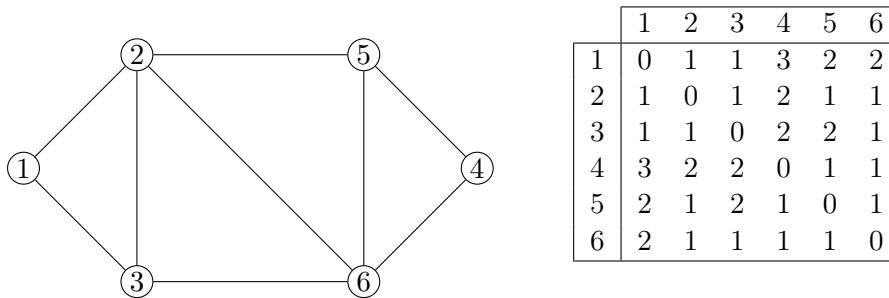 2
5
1
4
3
6
1 2 3 4 5 6
1 0 1 1 3 2 2
2 1 0 1 2 1 1
3 1 1 0 2 2 1
4 3 2 2 0 1 1
5 2 1 2 1 0 1
6 2 1 1 1 1 0